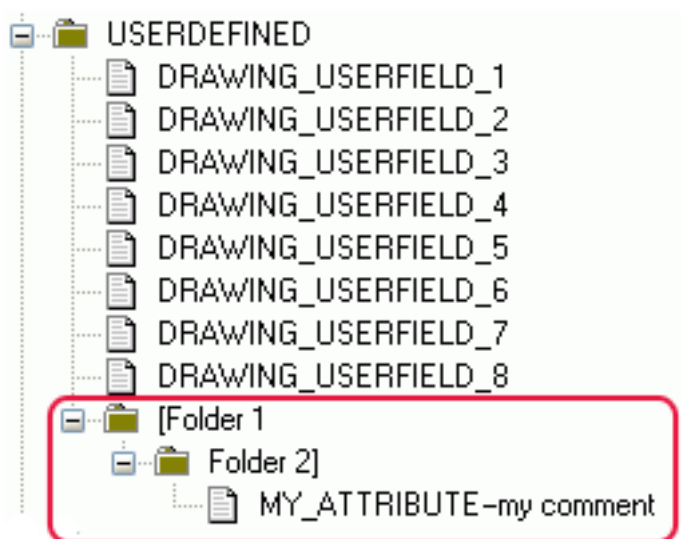 USERDEFINED
DRAWING_USERFIELD_1
DRAWING_USERFIELD_2
DRAWING_USERFIELD_3
DRAWING_USERFIELD_4
DRAWING_USERFIELD_5
DRAWING_USERFIELD_6
DRAWING_USERFIELD_7
DRAWING_USERFIELD_8
[Folder 1
Folder 2]
MY_ATTRIBUTE-my comment